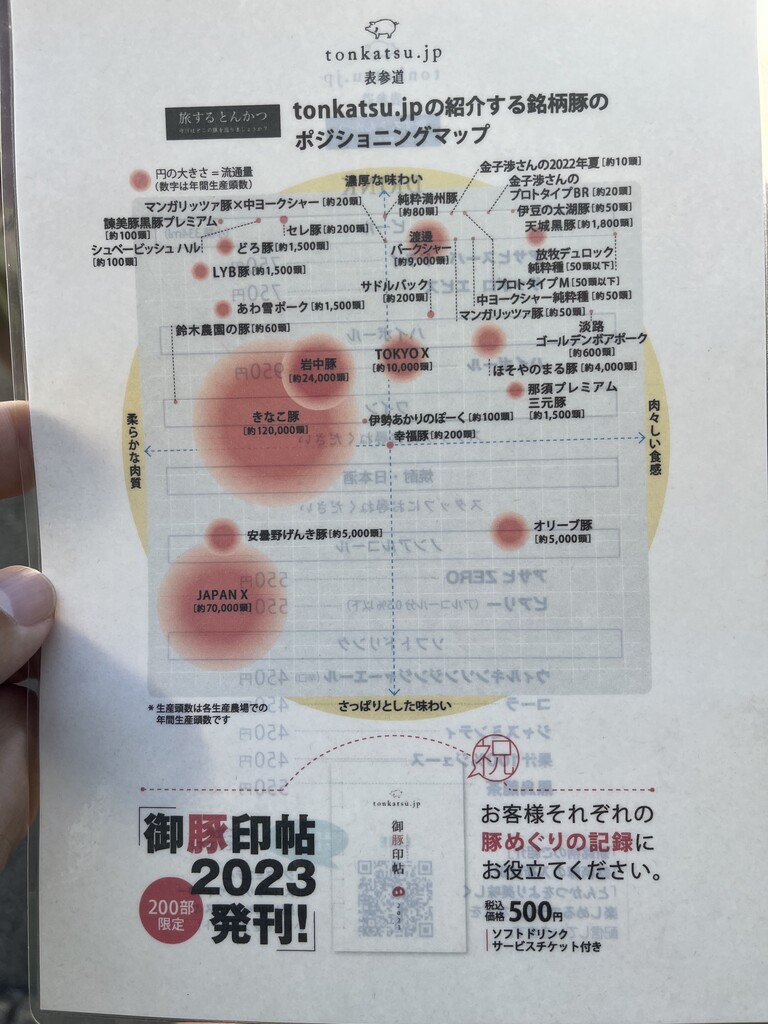 tonkatsu.jp
表参道
旅するとんかつ
tonkatsu.jpの紹介する銘柄豚の
ポジショニングマップ
円の大きさ＝流通量
（数字は年間生産頭数）
濃厚な味わい
金子渉さんの2022年夏［約10頭］
金子渉さんの
プロトタイプBR［約20頭］
マンガリッツァ豚×中ヨークシャー［約20頭］
純粋満州豚
［約80頭］
伊豆の太湖豚［約50頭］
諫美豚黒豚プレミアム
［約100頭］
セレ豚［約200頭］
天城黒豚［約1,800頭］
シュベービッシュハル
［約100頭］
どろ豚［約1,500頭］
渡邉
バークシャー
［約9,000頭］
放牧デュロック
純粋種［50頭以下］
LYB豚［約1,500頭］
サドルバック
［約200頭］
プロトタイプM［50頭以下］
中ヨークシャー純粋種［約50頭］
あわ雪ポーク［約1,500頭］
マンガリッツァ豚［約50頭］
鈴木農園の豚［約60頭］
淡路
ゴールデンボアポーク
［約600頭］
岩中豚
［約24,000頭］
TOKYO X
［約10,000頭］
ほそやのまる豚［約4,000頭］
那須プレミアム
三元豚
［約1,500頭］
きなこ豚
［約120,000頭］
伊勢あかりのぽーく［約100頭］
幸福豚［約200頭］
柔らかな肉質
肉々しい食感
安曇野げんき豚［約5,000頭］
オリーブ豚
［約5,000頭］
JAPAN X
［約70,000頭］
さっぱりとした味わい
＊生産頭数は各生産農場での
年間生産頭数です
祝
「御豚印帖
2023
発刊！」
200部
限定
tonkatsu.jp
御豚印帖
2023
お客様それぞれの
豚めぐりの記録に
お役立てください。
税込
価格500円
ソフトドリンク
サービスチケット付き